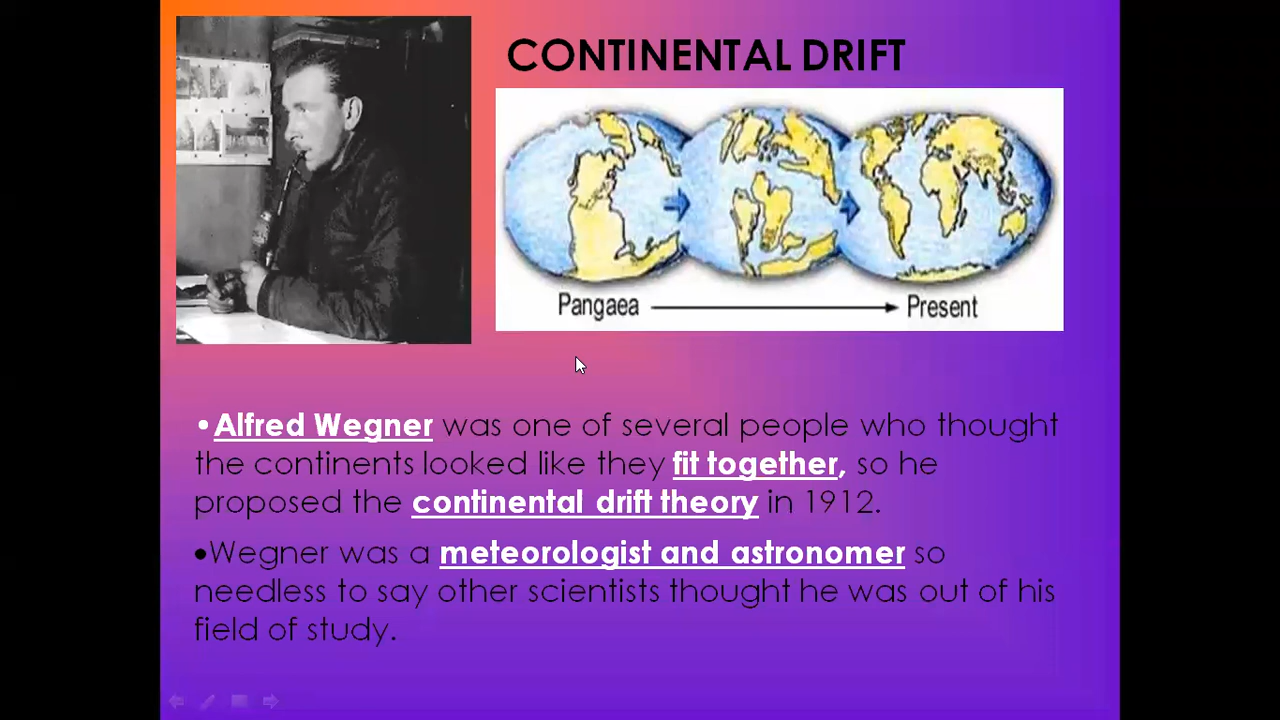 CONTINENTAL DRIFT
Pangaea
Present
•Alfred Wegner was one of several people who thought
the continents looked like they fit together, so he
proposed the continental drift theory in 1912.
•Wegner was a meteorologist and astronomer so
needless to say other scientists thought he was out of his
field of study.